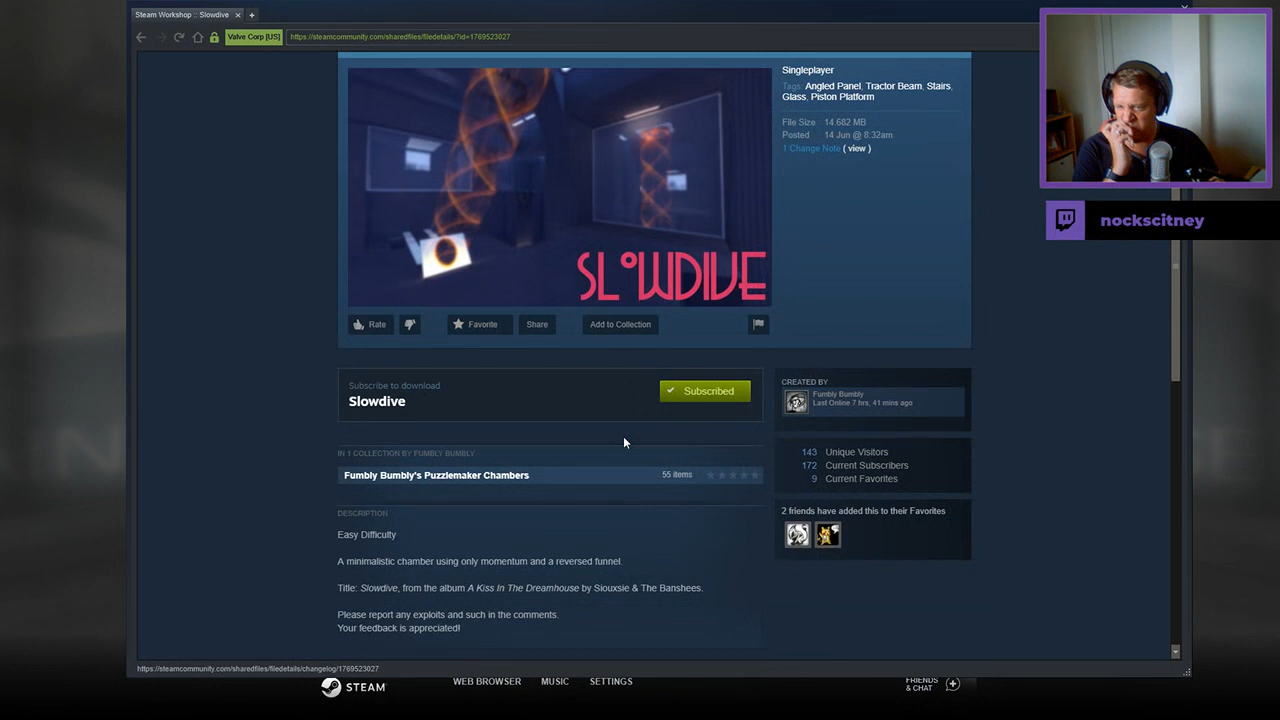 Steam Workshop :: Slowdive
Valve Corp [US]
https://steamcommunity.com/sharedfiles/filedetails/?id=1769523027
nockscitney
Singleplayer
Tags: Angled Panel, Tractor Beam, Stairs,
Glass, Piston Platform
File Size 14.682 MB
Posted 14 Jun @ 8:32am
1 Change Note ( view )
SLOWDIVE
Rate
Favorite
Share
Add to Collection
Subscribe to download
Slowdive
Subscribed
CREATED BY
Fumbly Bumbly
Last Online 7 hrs, 41 mins ago
IN 1 COLLECTION BY FUMBLY BUMBLY
Fumbly Bumbly's Puzzlemaker Chambers 55 items
143 Unique Visitors
172 Current Subscribers
9 Current Favorites
2 friends have added this to their Favorites
DESCRIPTION
Easy Difficulty
A minimalistic chamber using only momentum and a reversed funnel.
Title: Slowdive, from the album A Kiss In The Dreamhouse by Siouxsie & The Banshees.
Please report any exploits and such in the comments.
Your feedback is appreciated!
https://steamcommunity.com/sharedfiles/filedetails/changelog/1769523027
STEAM
WEB BROWSER
MUSIC
SETTINGS
FRIENDS
& CHAT